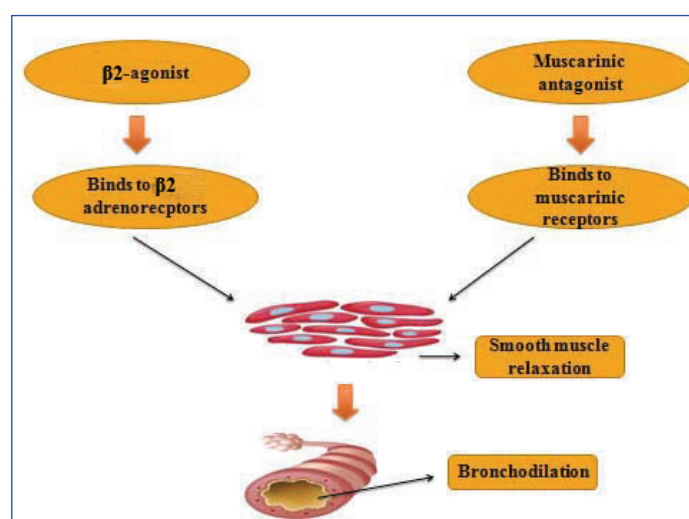 β2-agonist
Muscarinic
antagonist
Binds to β2
adrenorecptors
Binds to
muscarinic
receptors
Smooth muscle
relaxation
Bronchodilation